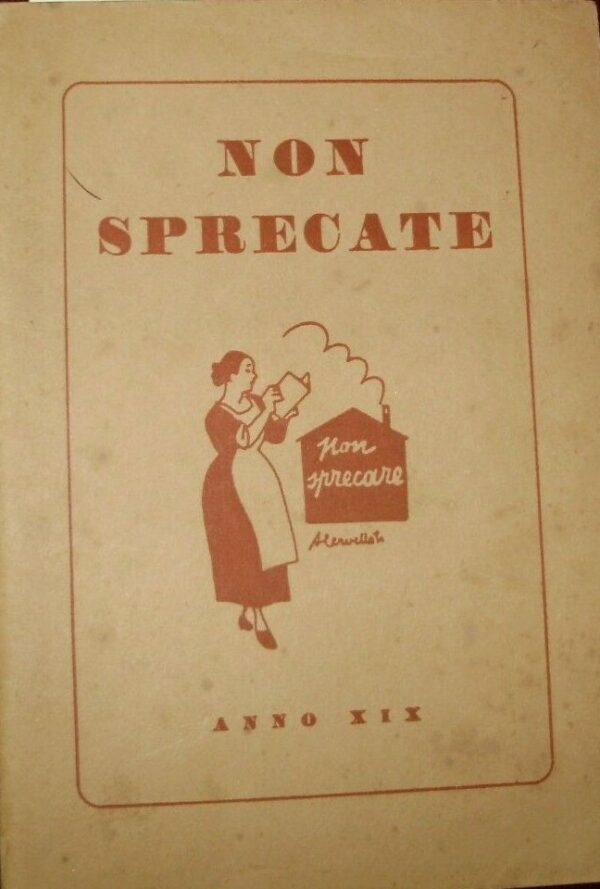 NON
SPRECATE
Non
sprecare
ANNO XIX